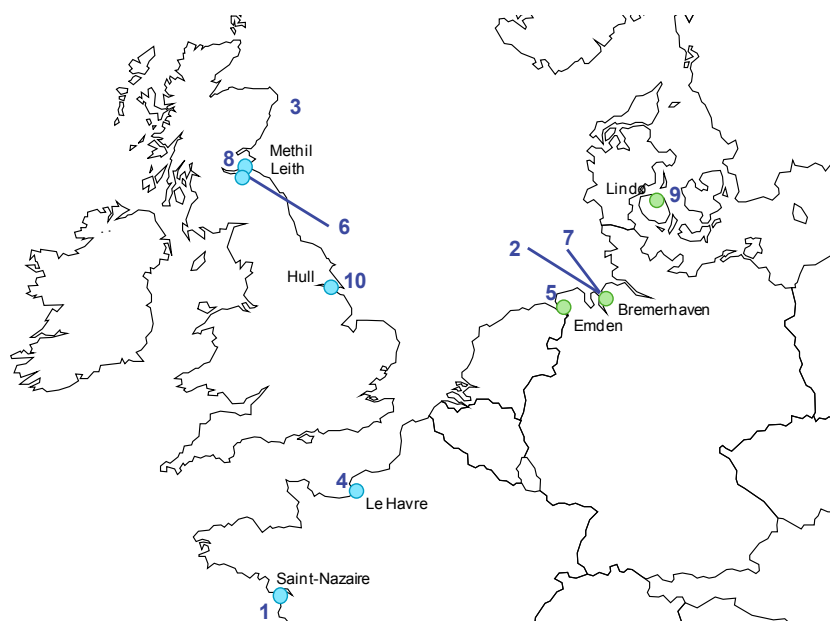 3
Methil
8
Leith
Lindø
9
6
7
2
Hull
10
5
Bremerhaven
Emden
4
Le Havre
Saint-Nazaire
1